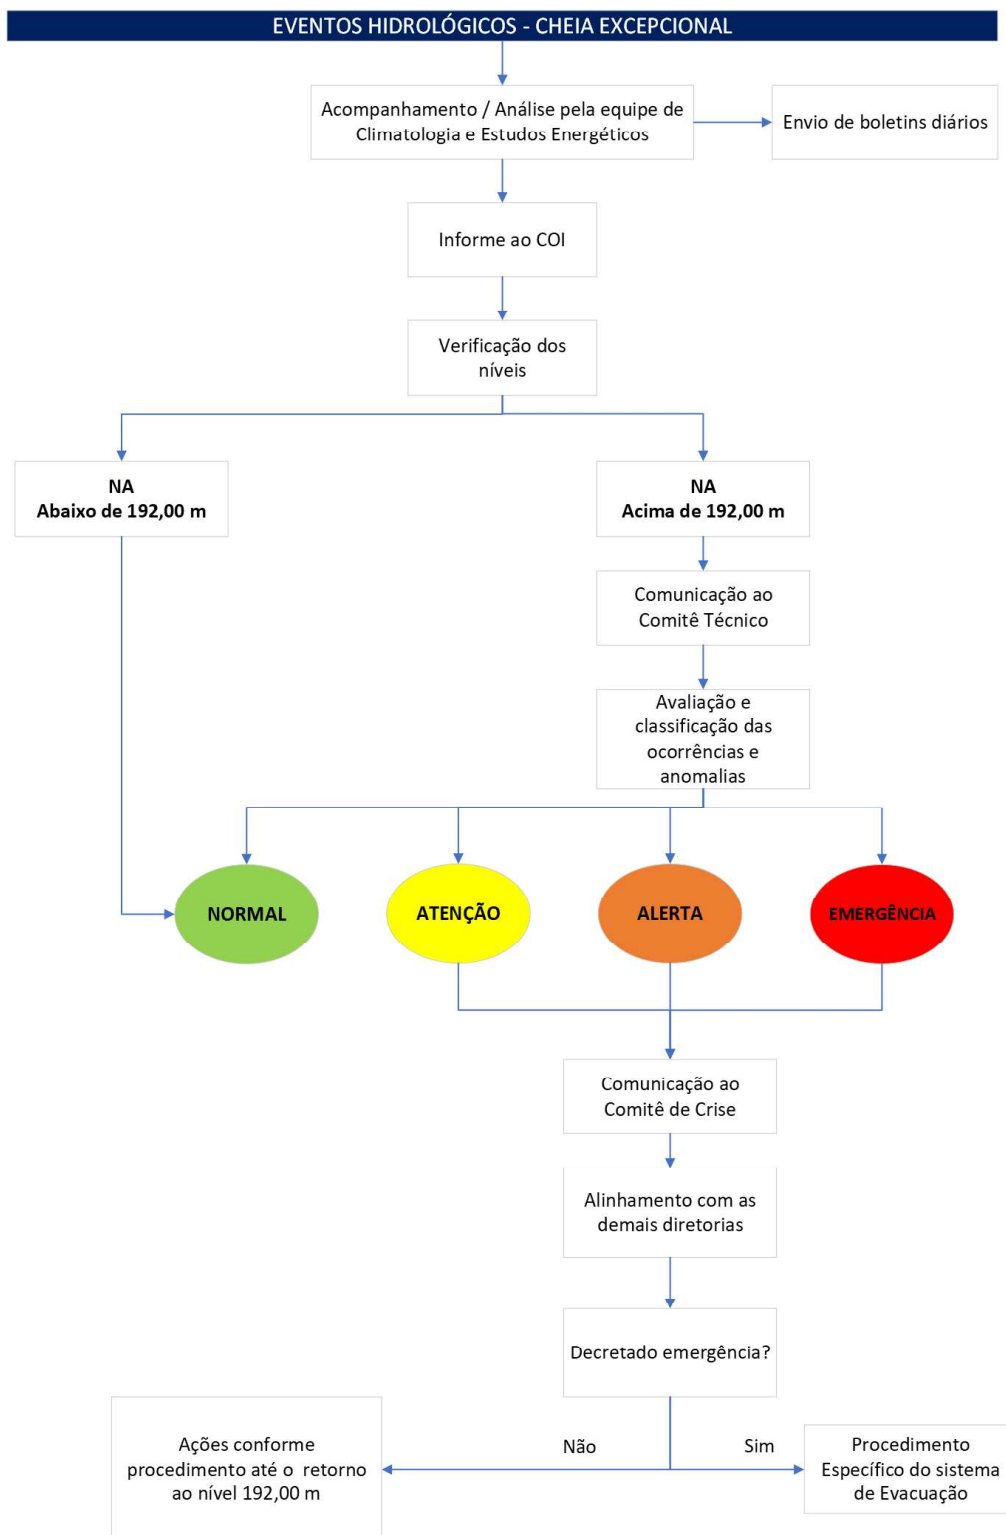 EVENTOS HIDROLÓGICOS - CHEIA EXCEPCIONAL
Acompanhamento / Análise pela equipe de
Climatologia e Estudos Energéticos
Envio de boletins diários
Informe ao COI
Verificação dos
níveis
NA
Abaixo de 192,00 m
NA
Acima de 192,00 m
Comunicação ao
Comitê Técnico
Avaliação e
classificação das
ocorrências e
anomalias
NORMAL
ATENÇÃO
ALERTA
EMERGÊNCIA
Comunicação ao
Comitê de Crise
Alinhamento com as
demais diretorias
Decretado emergência?
Não
Sim
Ações conforme
procedimento até o retorno
ao nível 192,00 m
Procedimento
Específico do sistema
de Evacuação